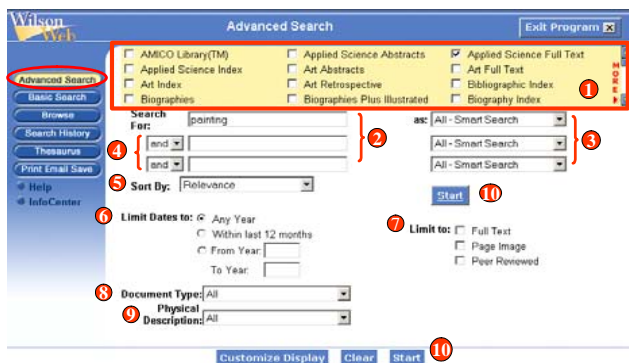 Wilson Web
Advanced Search
Exit Program
AMICO Library(TM) Applied Science Abstracts Applied Science Full Text
Applied Science Index Art Abstracts Art Full Text
Art Index Art Retrospective Bibliographic Index
Biographies Biographies Plus Illustrated Biography Index
MORE
1
Advanced Search
Basic Search
Browse
Search History
Thesaurus
Print Email Save
Help
InfoCenter
Search For: painting as: All - Smart Search
2
3
4
and All - Smart Search
and All - Smart Search
5 Sort By: Relevance
Start 10
6 Limit Dates to: Any Year
Within last 12 months
From Year:
To Year:
7 Limit to: Full Text
Page Image
Peer Reviewed
8 Document Type: All
9 Physical Description: All
Customize Display Clear Start 10